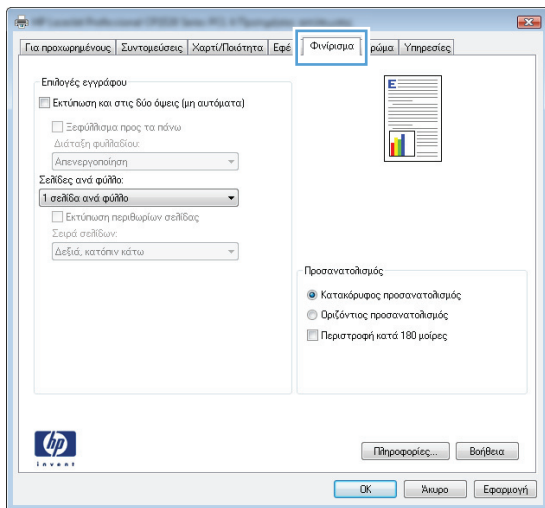 Για προχωρημένους
Συντομεύσεις
Χαρτί/Ποιότητα
Εφέ
Φινίρισμα
ρώμα
Υπηρεσίες
Επιλογές εγγράφου
Εκτύπωση και στις δύο όψεις (μη αυτόματα)
Ξεφύλλισμα προς τα πάνω
Διάταξη φυλλαδίου:
Απενεργοποίηση
Σελίδες ανά φύλλο:
1 σελίδα ανά φύλλο
Εκτύπωση περιθωρίων σελίδας
Σειρά σελίδων:
Δεξιά, κατόπιν κάτω
E
Προσανατολισμός
Κατακόρυφος προσανατολισμός
Οριζόντιος προσανατολισμός
Περιστροφή κατά 180 μοίρες
hp
invent
Πληροφορίες...
Βοήθεια
OK
Άκυρο
Εφαρμογή